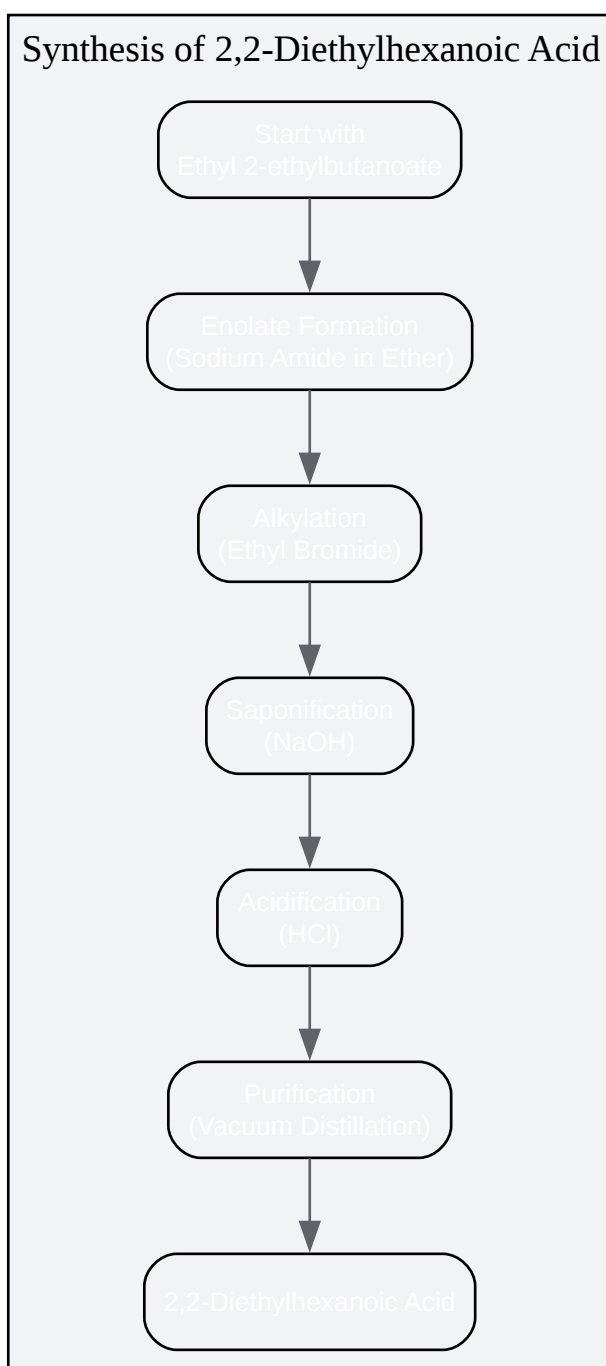 Synthesis of 2,2-Diethylhexanoic Acid
Start with
Ethyl 2-ethylbutanoate
Enolate Formation
(Sodium Amide in Ether)
Alkylation
(Ethyl Bromide)
Saponification
(NaOH)
Acidification
(HCl)
Purification
(Vacuum Distillation)
2,2-Diethylhexanoic Acid